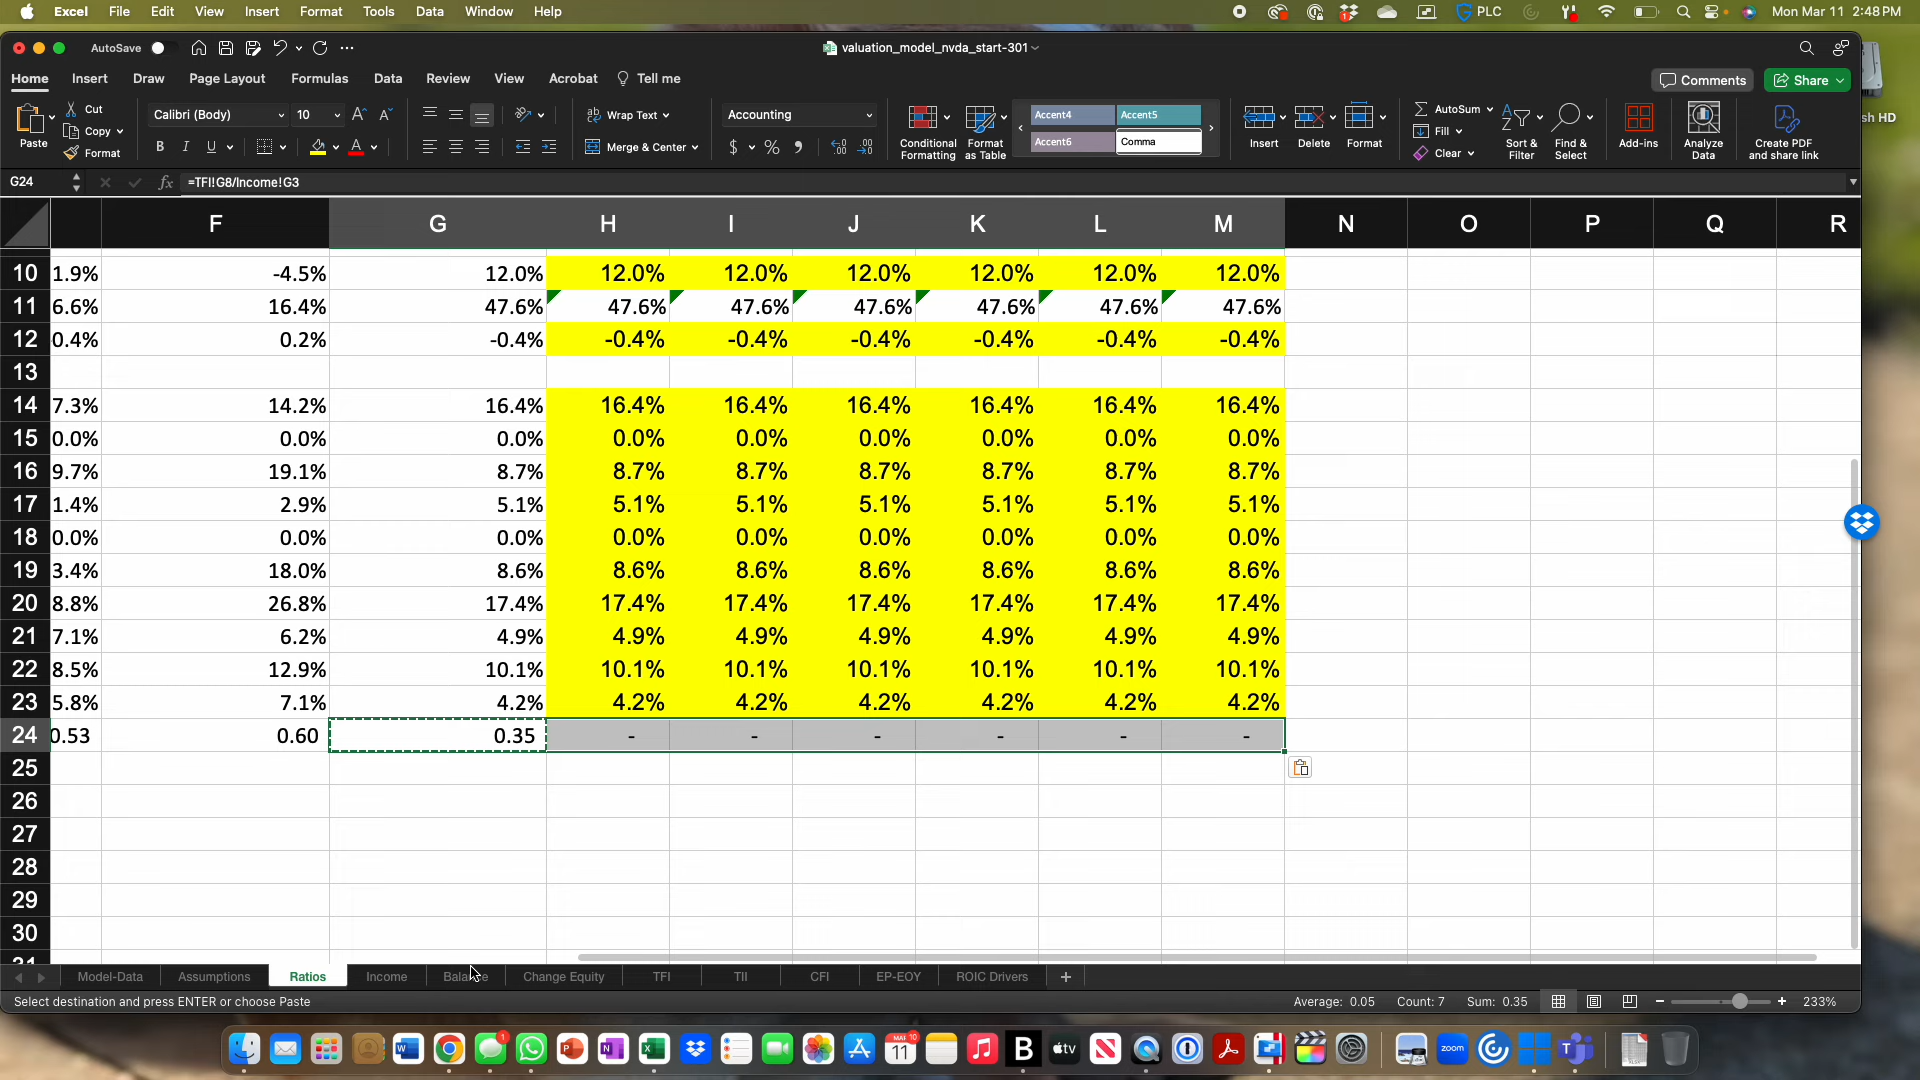 Excel File Edit View Insert Format Tools Data Window Help PLC Mon Mar 11 2:48 PM
AutoSave valuation_model_nvda_start-301
Home Insert Draw Page Layout Formulas Data Review View Acrobat Tell me Comments Share
Paste Cut Copy Format
Calibri (Body) 10
B I U A
Wrap Text
Merge & Center
Accounting
$ % 9
Conditional Formatting
Format as Table
Accent4 Accent5
Accent6 Comma
Insert Delete Format
AutoSum
Fill
Clear
Sort & Filter
Find & Select
Add-ins
Analyze Data
Create PDF and share link
sh HD
G24 fx =TFI!G8/Income!G3
F G H I J K L M N O P Q R
10 1.9% -4.5% 12.0% 12.0% 12.0% 12.0% 12.0% 12.0% 12.0%
11 6.6% 16.4% 47.6% 47.6% 47.6% 47.6% 47.6% 47.6% 47.6%
12 0.4% 0.2% -0.4% -0.4% -0.4% -0.4% -0.4% -0.4% -0.4%
13
14 7.3% 14.2% 16.4% 16.4% 16.4% 16.4% 16.4% 16.4% 16.4%
15 0.0% 0.0% 0.0% 0.0% 0.0% 0.0% 0.0% 0.0% 0.0%
16 9.7% 19.1% 8.7% 8.7% 8.7% 8.7% 8.7% 8.7% 8.7%
17 1.4% 2.9% 5.1% 5.1% 5.1% 5.1% 5.1% 5.1% 5.1%
18 0.0% 0.0% 0.0% 0.0% 0.0% 0.0% 0.0% 0.0% 0.0%
19 3.4% 18.0% 8.6% 8.6% 8.6% 8.6% 8.6% 8.6% 8.6%
20 8.8% 26.8% 17.4% 17.4% 17.4% 17.4% 17.4% 17.4% 17.4%
21 7.1% 6.2% 4.9% 4.9% 4.9% 4.9% 4.9% 4.9% 4.9%
22 8.5% 12.9% 10.1% 10.1% 10.1% 10.1% 10.1% 10.1% 10.1%
23 5.8% 7.1% 4.2% 4.2% 4.2% 4.2% 4.2% 4.2% 4.2%
24 0.53 0.60 0.35 - - - - - -
25
26
27
28
29
30
Model-Data Assumptions Ratios Income Balance Change Equity TFI TII CFI EP-EOY ROIC Drivers +
Select destination and press ENTER or choose Paste Average: 0.05 Count: 7 Sum: 0.35 233%